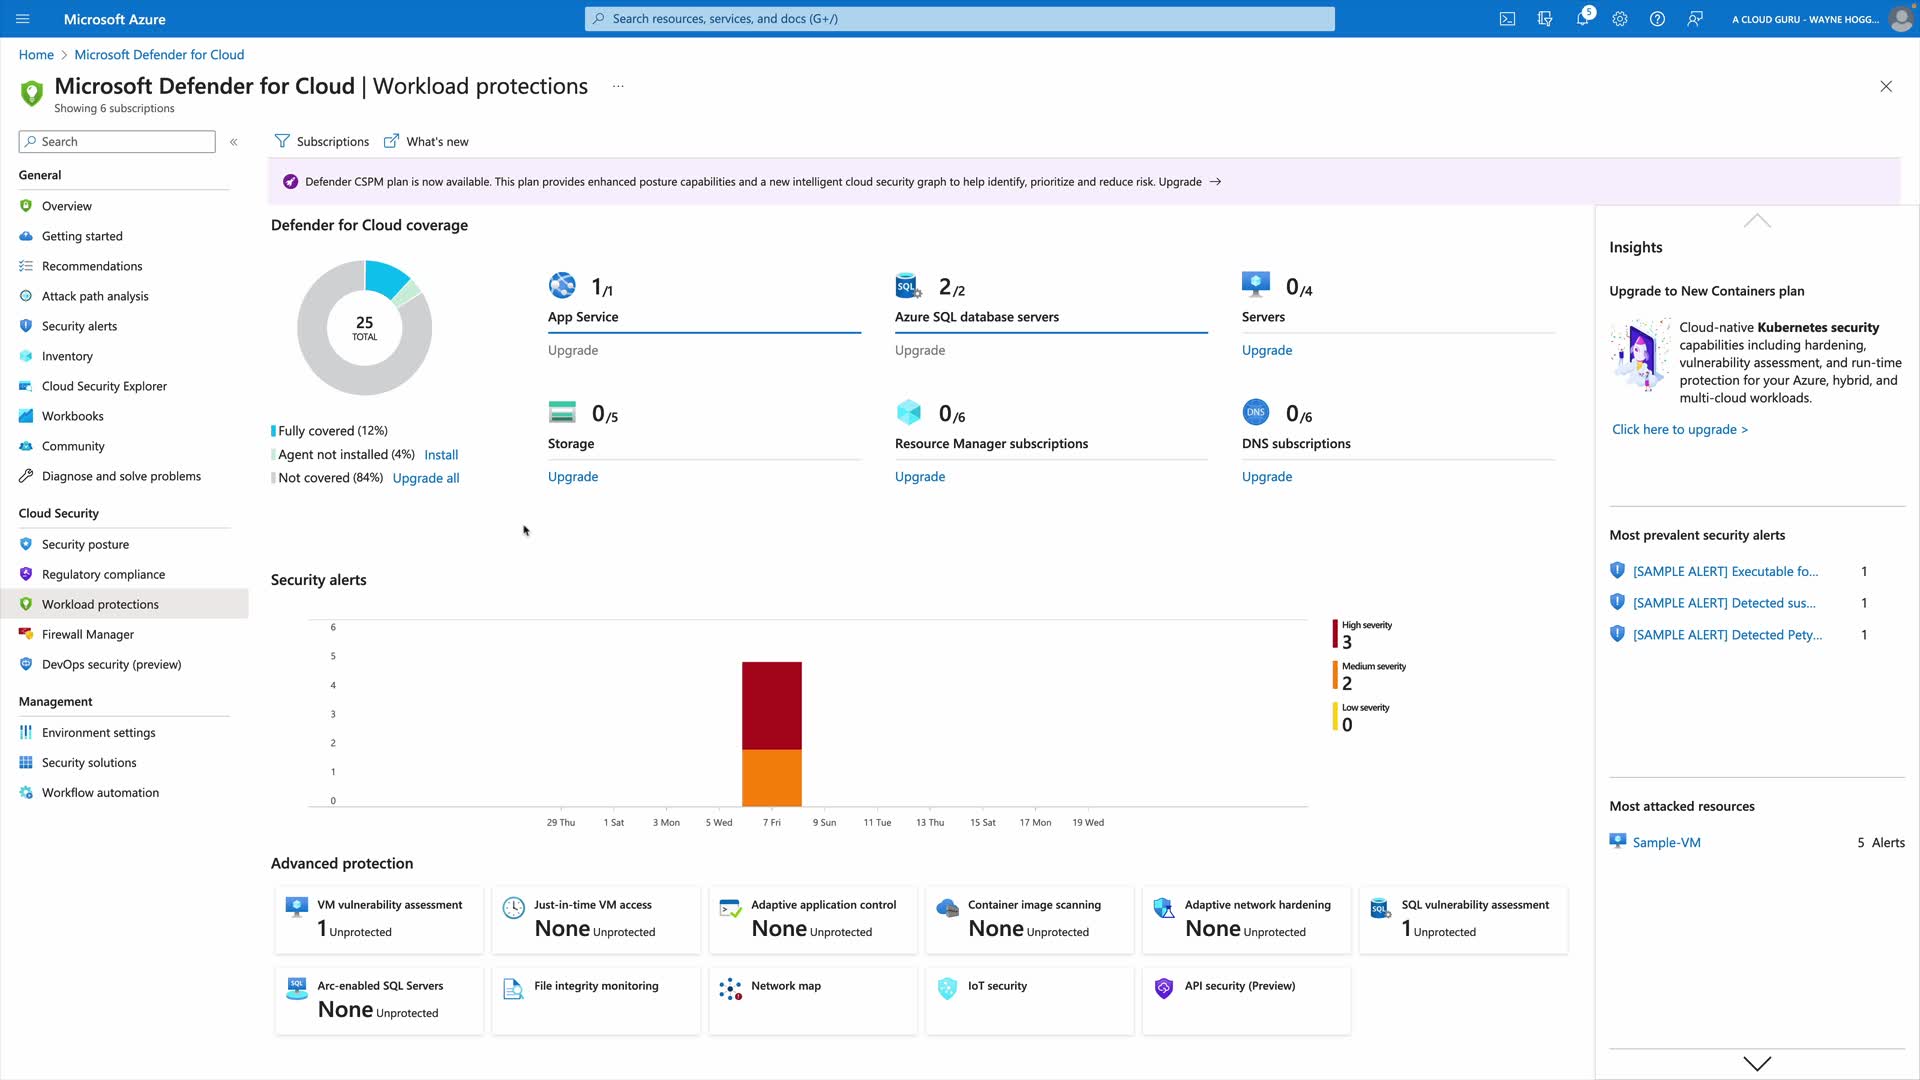 Microsoft Azure
Search resources, services, and docs (G+/)
5
A CLOUD GURU - WAYNE HOGG...
Home > Microsoft Defender for Cloud
Microsoft Defender for Cloud | Workload protections ...
Showing 6 subscriptions
Search
«
General
Overview
Getting started
Recommendations
Attack path analysis
Security alerts
Inventory
Cloud Security Explorer
Workbooks
Community
Diagnose and solve problems
Cloud Security
Security posture
Regulatory compliance
Workload protections
Firewall Manager
DevOps security (preview)
Management
Environment settings
Security solutions
Workflow automation
Subscriptions
What's new
Defender CSPM plan is now available. This plan provides enhanced posture capabilities and a new intelligent cloud security graph to help identify, prioritize and reduce risk. Upgrade →
Defender for Cloud coverage
25
TOTAL
Fully covered (12%)
Agent not installed (4%) Install
Not covered (84%) Upgrade all
1/1
App Service
Upgrade
SQL
2/2
Azure SQL database servers
Upgrade
0/4
Servers
Upgrade
0/5
Storage
Upgrade
0/6
Resource Manager subscriptions
Upgrade
DNS
0/6
DNS subscriptions
Upgrade
Security alerts
6
5
4
3
2
1
0
29 Thu 1 Sat 3 Mon 5 Wed 7 Fri 9 Sun 11 Tue 13 Thu 15 Sat 17 Mon 19 Wed
High severity
3
Medium severity
2
Low severity
0
Advanced protection
VM vulnerability assessment
1 Unprotected
Just-in-time VM access
None Unprotected
Adaptive application control
None Unprotected
Container image scanning
None Unprotected
Adaptive network hardening
None Unprotected
SQL
SQL vulnerability assessment
1 Unprotected
SQL
Arc-enabled SQL Servers
None Unprotected
File integrity monitoring
Network map
IoT security
API security (Preview)
Insights
Upgrade to New Containers plan
Cloud-native Kubernetes security
capabilities including hardening,
vulnerability assessment, and run-time
protection for your Azure, hybrid, and
multi-cloud workloads.
Click here to upgrade >
Most prevalent security alerts
[SAMPLE ALERT] Executable fo... 1
[SAMPLE ALERT] Detected sus... 1
[SAMPLE ALERT] Detected Pety... 1
Most attacked resources
Sample-VM 5 Alerts